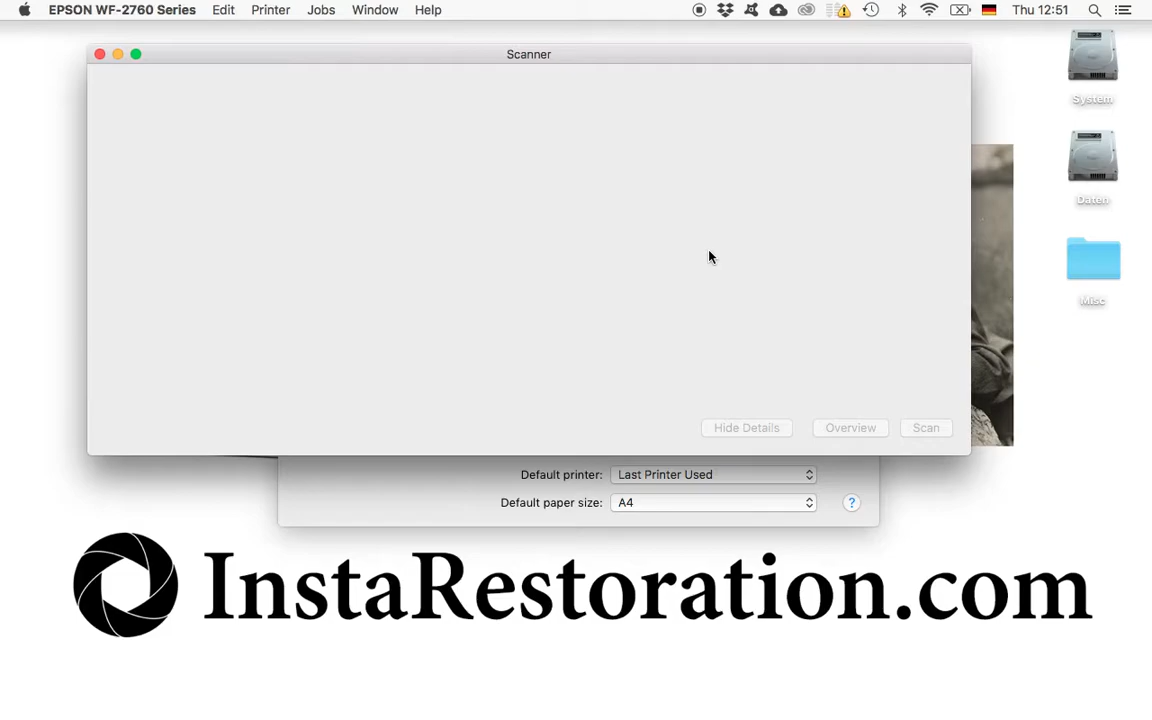 EPSON WF-2760 Series Edit Printer Jobs Window Help Thu 12:51
Scanner
System
Daten
Misc
Hide Details Overview Scan
Default printer: Last Printer Used
Default paper size: A4 ?
InstaRestoration.com